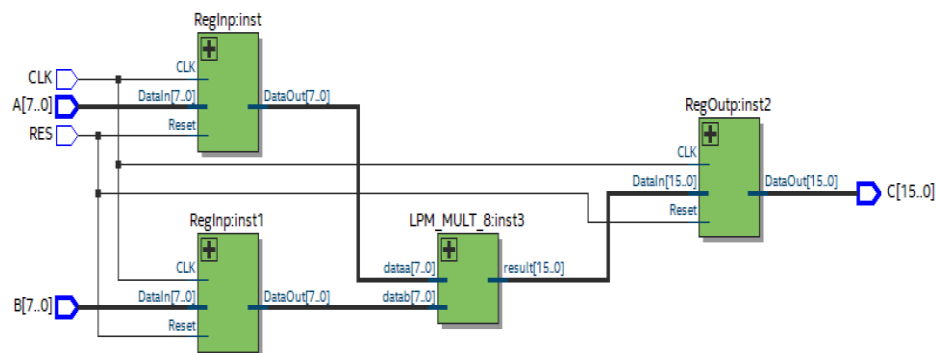 RegInp:inst
CLK
CLK
A[7..0]
DataIn[7..0]
DataOut[7..0]
RES
Reset
RegOutp:inst2
CLK
DataIn[15..0]
DataOut[15..0]
C[15..0]
Reset
RegInp:inst1
CLK
B[7..0]
DataIn[7..0]
DataOut[7..0]
Reset
LPM_MULT_8:inst3
dataa[7..0]
result[15..0]
datab[7..0]